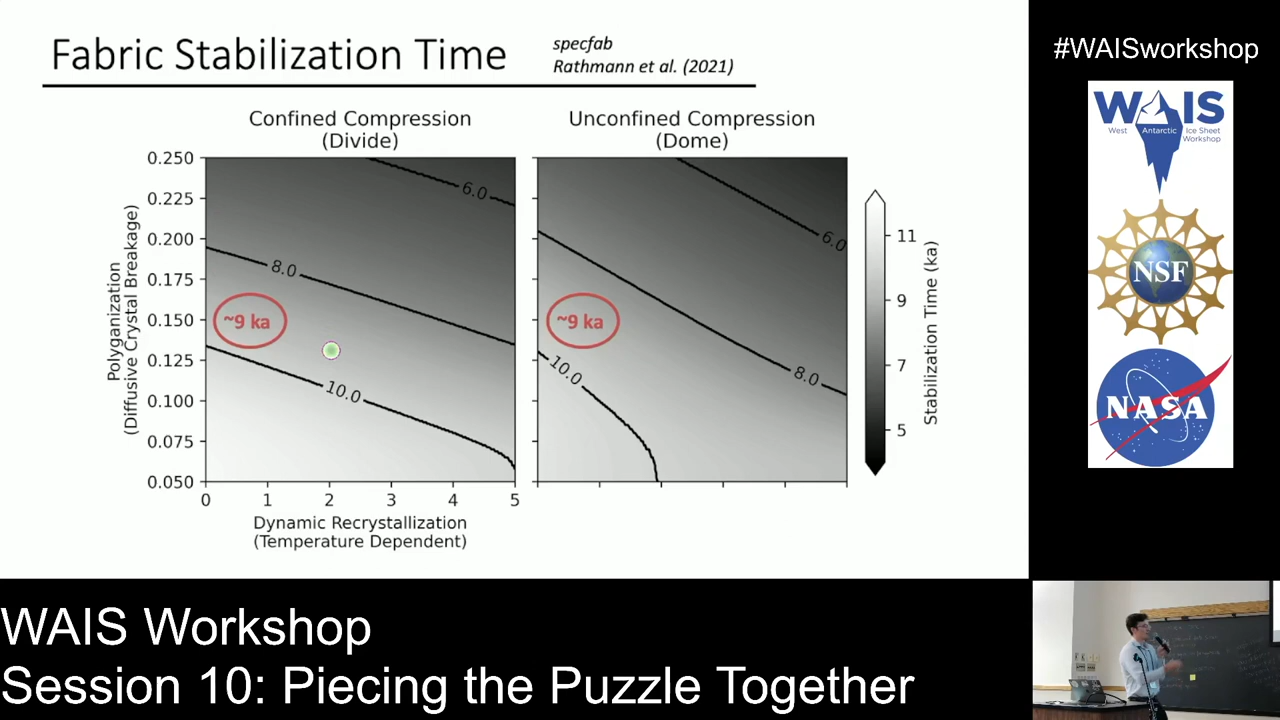 Fabric Stabilization Time
specfab
Rathmann et al. (2021)
#WAISworkshop
WAIS
West Antarctic Ice Sheet
Workshop
NSF
NASA
Confined Compression
(Divide)
Unconfined Compression
(Dome)
Polyganization
(Diffusive Crystal Breakage)
0.250
0.225
0.200
0.175
0.150
0.125
0.100
0.075
0.050
6.0
8.0
~9 ka
10.0
0 1 2 3 4 5
Dynamic Recrystallization
(Temperature Dependent)
6.0
~9 ka
10.0
8.0
11
9
7
5
Stabilization Time (ka)
WAIS Workshop
Session 10: Piecing the Puzzle Together